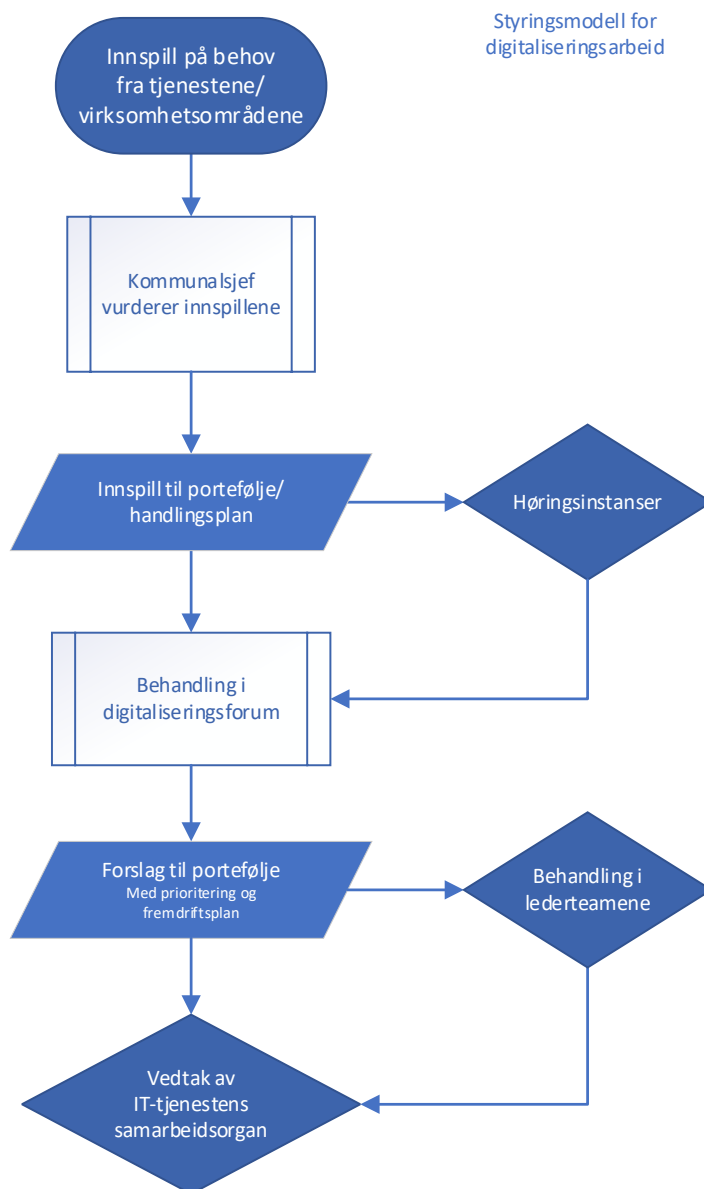 Styringsmodell for
digitaliseringsarbeid
Innspill på behov
fra tjenestene/
virksomhetsområdene
Kommunalsjef
vurderer innspillene
Innspill til portefølje/
handlingsplan
Høringsinstanser
Behandling i
digitaliseringsforum
Forslag til portefølje
Med prioritering og
fremdriftsplan
Behandling i
lederteamene
Vedtak av
IT-tjenestens
samarbeidsorgan